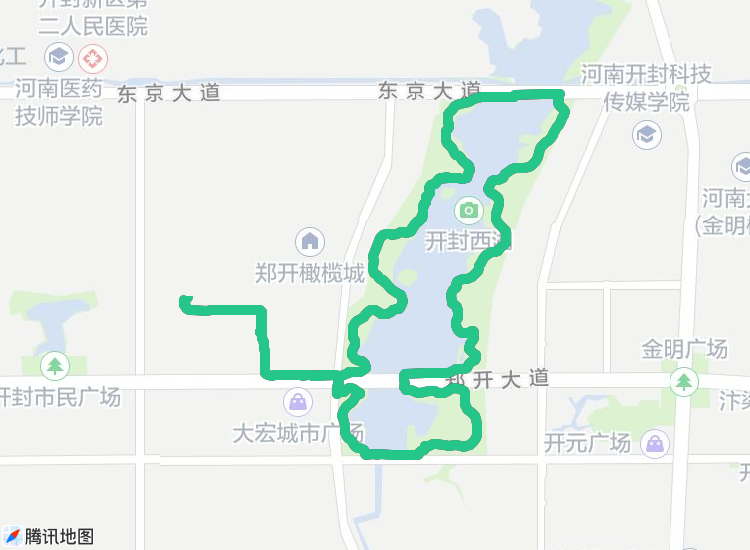 开封新区第
二人民医院
化工
河南医药
技师学院
东京大道
东京大道
河南开封科技
传媒学院
河南大
(金明校
开封西湖
郑开橄榄城
金明广场
开封市民广场
郑开大道
大宏城市广场
开元广场
汴梁
开
腾讯地图